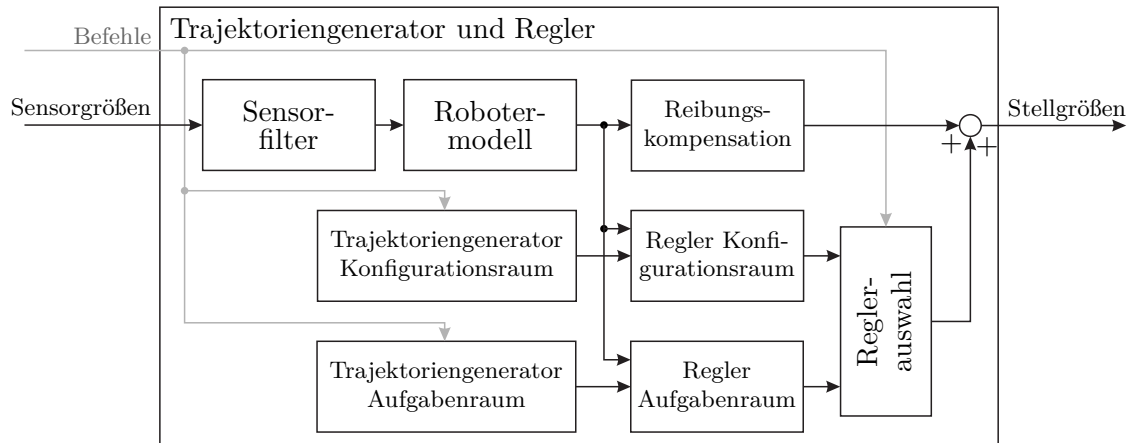 Trajektoriengenerator und Regler
Befehle
Sensorgrößen
Sensor-
filter
Roboter-
modell
Reibungs-
kompensation
Stellgrößen
+ +
Trajektoriengenerator
Konfigurationsraum
Regler Konfi-
gurationsraum
Regler-
auswahl
Trajektoriengenerator
Aufgabenraum
Regler
Aufgabenraum